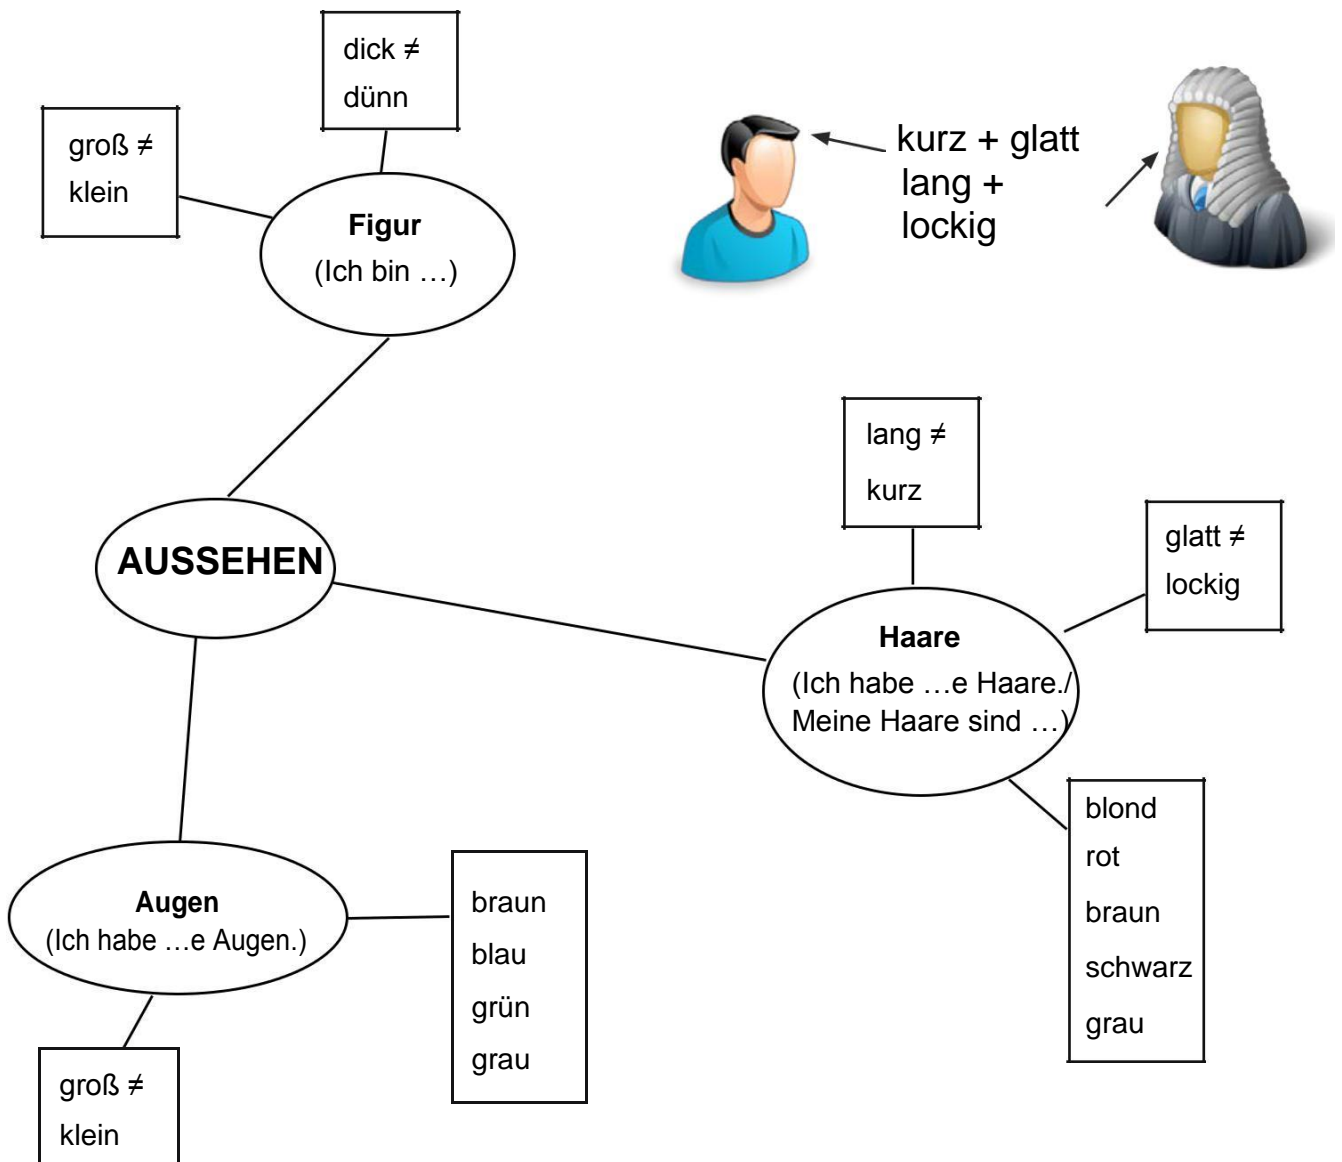 dick ≠
dünn
groß ≠
klein
Figur
(Ich bin …)
kurz + glatt
lang +
lockig
lang ≠
kurz
glatt ≠
lockig
AUSSEHEN
Haare
(Ich habe …e Haare./
Meine Haare sind …)
blond
rot
braun
schwarz
grau
Augen
(Ich habe …e Augen.)
braun
blau
grün
grau
groß ≠
klein